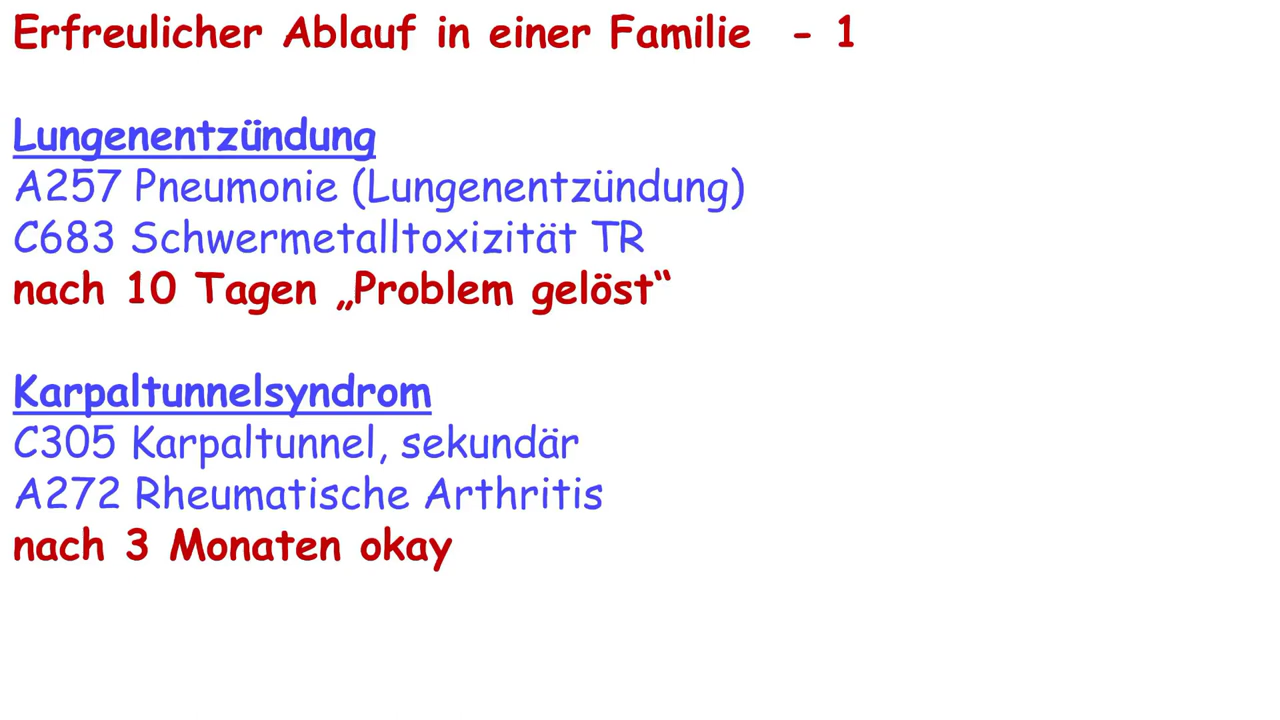 Erfreulicher Ablauf in einer Familie - 1
Lungenentzündung
A257 Pneumonie (Lungenentzündung)
C683 Schwermetalltoxizität TR
nach 10 Tagen „Problem gelöst“
Karpaltunnelsyndrom
C305 Karpaltunnel, sekundär
A272 Rheumatische Arthritis
nach 3 Monaten okay